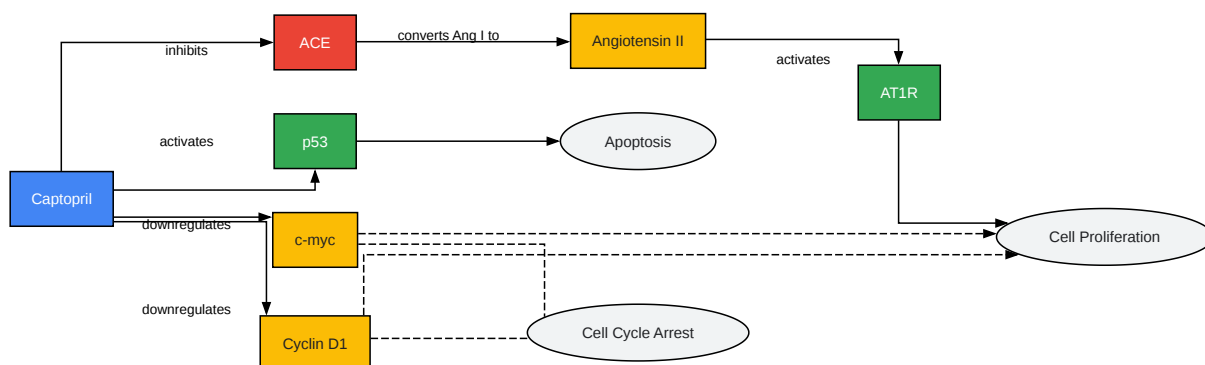 ACE
converts Ang I to
Angiotensin II
inhibits
activates
AT1R
activates
p53
Apoptosis
Captopril
downregulates
c-myc
Cell Proliferation
downregulates
Cyclin D1
Cell Cycle Arrest